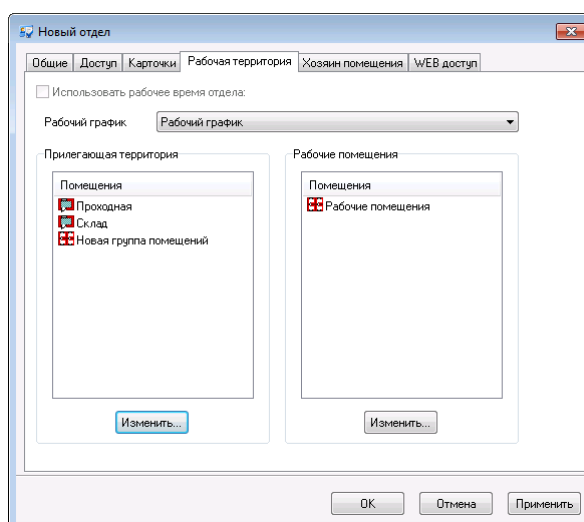 Новый отдел
Общие Доступ Карточки Рабочая территория Хозяин помещения WEB доступ
Использовать рабочее время отдела:
Рабочий график Рабочий график
Прилегающая территория
Помещения
Проходная
Склад
Новая группа помещений
Изменить...
Рабочие помещения
Помещения
Рабочие помещения
Изменить...
OK Отмена Применить